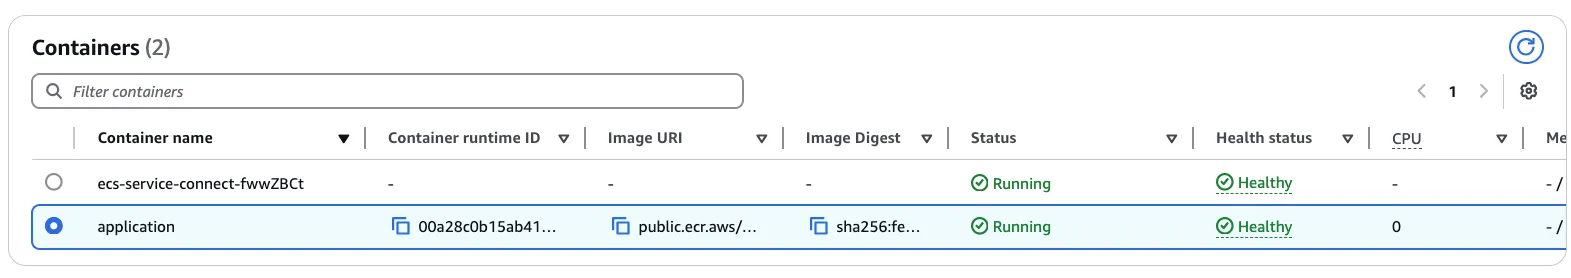 Containers (2)
Filter containers
1
Container name Container runtime ID Image URI Image Digest Status Health status CPU Me
ecs-service-connect-fwwZBCt - - - Running Healthy - - /
application 00a28c0b15ab41... public.ecr.aws/... sha256:fe... Running Healthy 0 - /